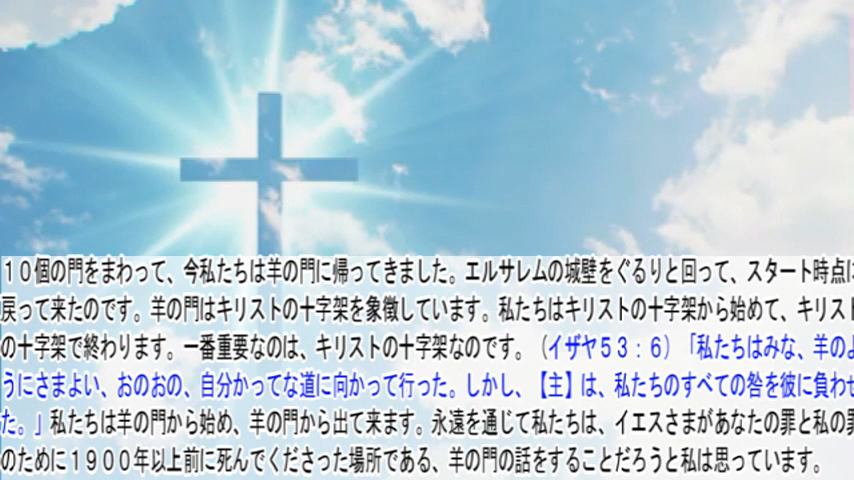 １０個の門をまわって、今私たちは羊の門に帰ってきました。エルサレムの城壁をぐるりと回って、スタート時点に
戻って来たのです。羊の門はキリストの十字架を象徴しています。私たちはキリストの十字架から始めて、キリスト
の十字架で終わります。一番重要なのは、キリストの十字架なのです。（イザヤ５３：６）「私たちはみな、羊のよ
うにさまよい、おのおの、自分かってな道に向かって行った。しかし、【主】は、私たちのすべての咎を彼に負わせ
た。」私たちは羊の門から始め、羊の門から出て来ます。永遠を通じて私たちは、イエスさまがあなたの罪と私の罪
のために１９００年以上前に死んでくださった場所である、羊の門の話をすることだろうと私は思っています。